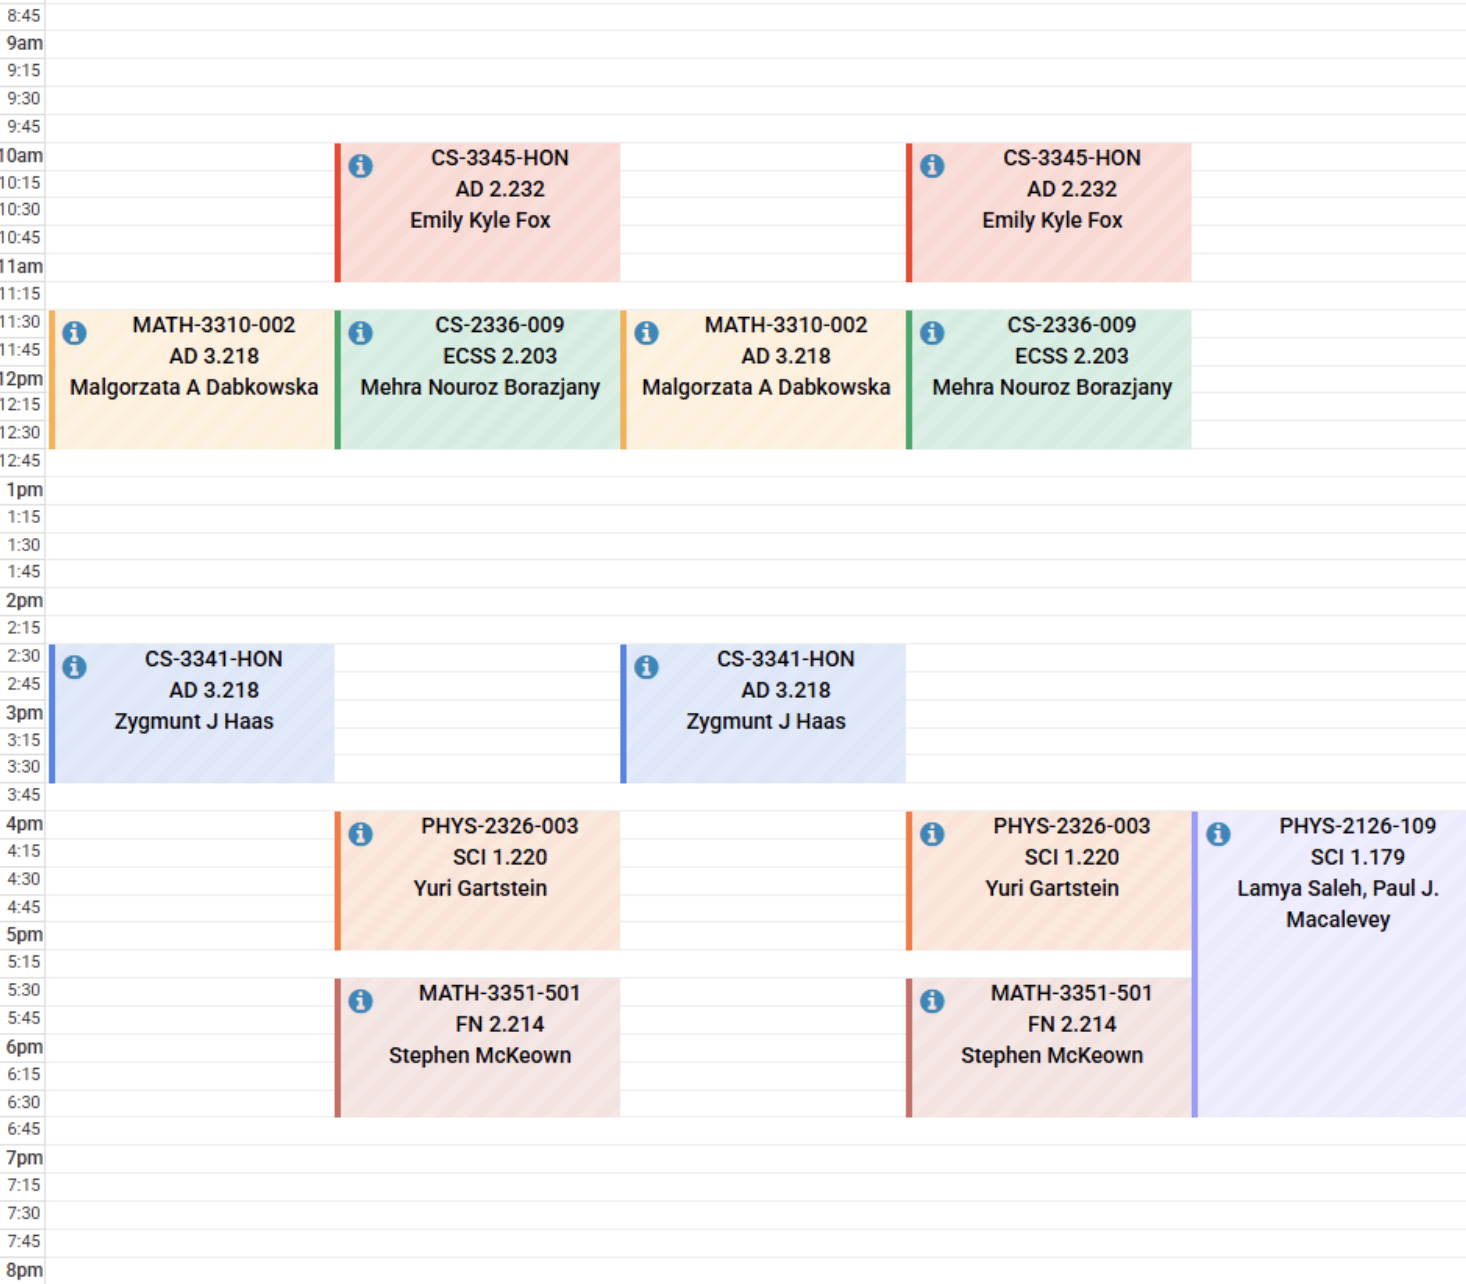 8:45
9am
9:15
9:30
9:45
10am
10:15
10:30
10:45
11am
11:15
11:30
11:45
12pm
12:15
12:30
12:45
1pm
1:15
1:30
1:45
2pm
2:15
2:30
2:45
3pm
3:15
3:30
3:45
4pm
4:15
4:30
4:45
5pm
5:15
5:30
5:45
6pm
6:15
6:30
6:45
7pm
7:15
7:30
7:45
8pm
MATH-3310-002
AD 3.218
Malgorzata A Dabkowska
CS-3341-HON
AD 3.218
Zygmunt J Haas
CS-3345-HON
AD 2.232
Emily Kyle Fox
CS-2336-009
ECSS 2.203
Mehra Nouroz Borazjany
PHYS-2326-003
SCI 1.220
Yuri Gartstein
MATH-3351-501
FN 2.214
Stephen McKeown
MATH-3310-002
AD 3.218
Malgorzata A Dabkowska
CS-3341-HON
AD 3.218
Zygmunt J Haas
CS-3345-HON
AD 2.232
Emily Kyle Fox
CS-2336-009
ECSS 2.203
Mehra Nouroz Borazjany
PHYS-2326-003
SCI 1.220
Yuri Gartstein
MATH-3351-501
FN 2.214
Stephen McKeown
PHYS-2126-109
SCI 1.179
Lamya Saleh, Paul J.
Macalevey